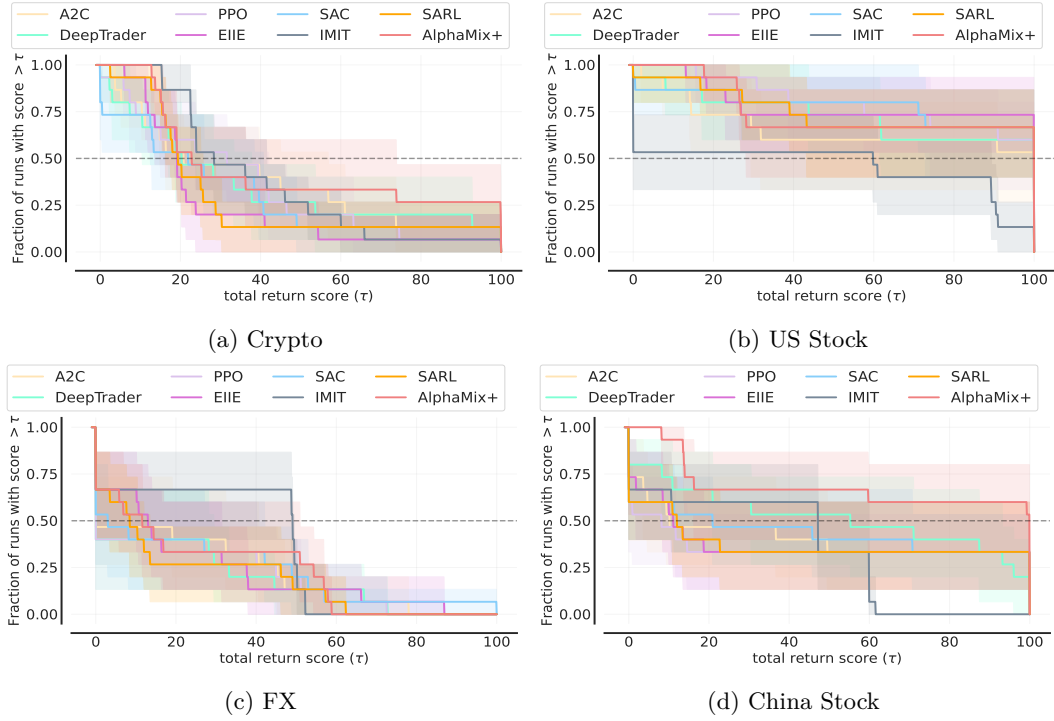 A2C PPO SAC SARL
DeepTrader EIIE IMIT AlphaMix+
Fraction of runs with score > τ
1.00
0.75
0.50
0.25
0.00
0 20 40 60 80 100
total return score (τ)
(a) Crypto
A2C PPO SAC SARL
DeepTrader EIIE IMIT AlphaMix+
Fraction of runs with score > τ
1.00
0.75
0.50
0.25
0.00
0 20 40 60 80 100
total return score (τ)
(b) US Stock
A2C PPO SAC SARL
DeepTrader EIIE IMIT AlphaMix+
Fraction of runs with score > τ
1.00
0.75
0.50
0.25
0.00
0 20 40 60 80 100
total return score (τ)
(c) FX
A2C PPO SAC SARL
DeepTrader EIIE IMIT AlphaMix+
Fraction of runs with score > τ
1.00
0.75
0.50
0.25
0.00
0 20 40 60 80 100
total return score (τ)
(d) China Stock